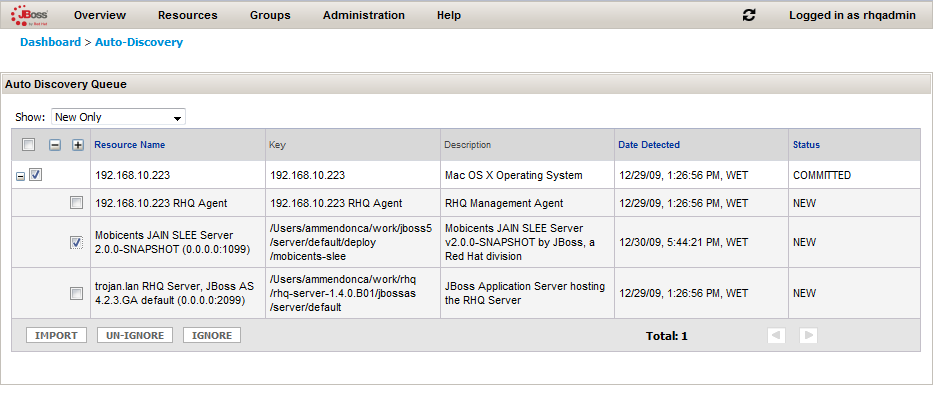 JBoss by Red Hat Overview Resources Groups Administration Help Logged in as rhqadmin
Dashboard > Auto-Discovery
Auto Discovery Queue
Show: New Only
Resource Name Key Description Date Detected Status
192.168.10.223 192.168.10.223 Mac OS X Operating System 12/29/09, 1:26:56 PM, WET COMMITTED
192.168.10.223 RHQ Agent 192.168.10.223 RHQ Agent RHQ Management Agent 12/29/09, 1:26:56 PM, WET NEW
Mobicents JAIN SLEE Server
2.0.0-SNAPSHOT (0.0.0.0:1099)
/Users/ammendonca/work/jboss5
/server/default/deploy
/mobicents-slee
Mobicents JAIN SLEE Server
v2.0.0-SNAPSHOT by JBoss, a
Red Hat division
12/30/09, 5:44:21 PM, WET
NEW
trojan.lan RHQ Server, JBoss AS
4.2.3.GA default (0.0.0.0:2099)
/Users/ammendonca/work/rhq
/rhq-server-1.4.0.B01/jbossas
/server/default
JBoss Application Server hosting
the RHQ Server
12/29/09, 1:26:56 PM, WET
NEW
IMPORT UN-IGNORE IGNORE Total: 1